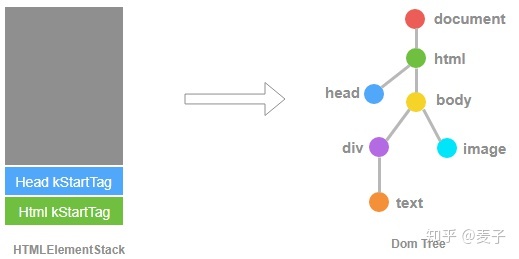 document
html
head
body
div
image
text
Head kStartTag
Html kStartTag
HTMLElementStack
Dom Tree
知乎 @麦子